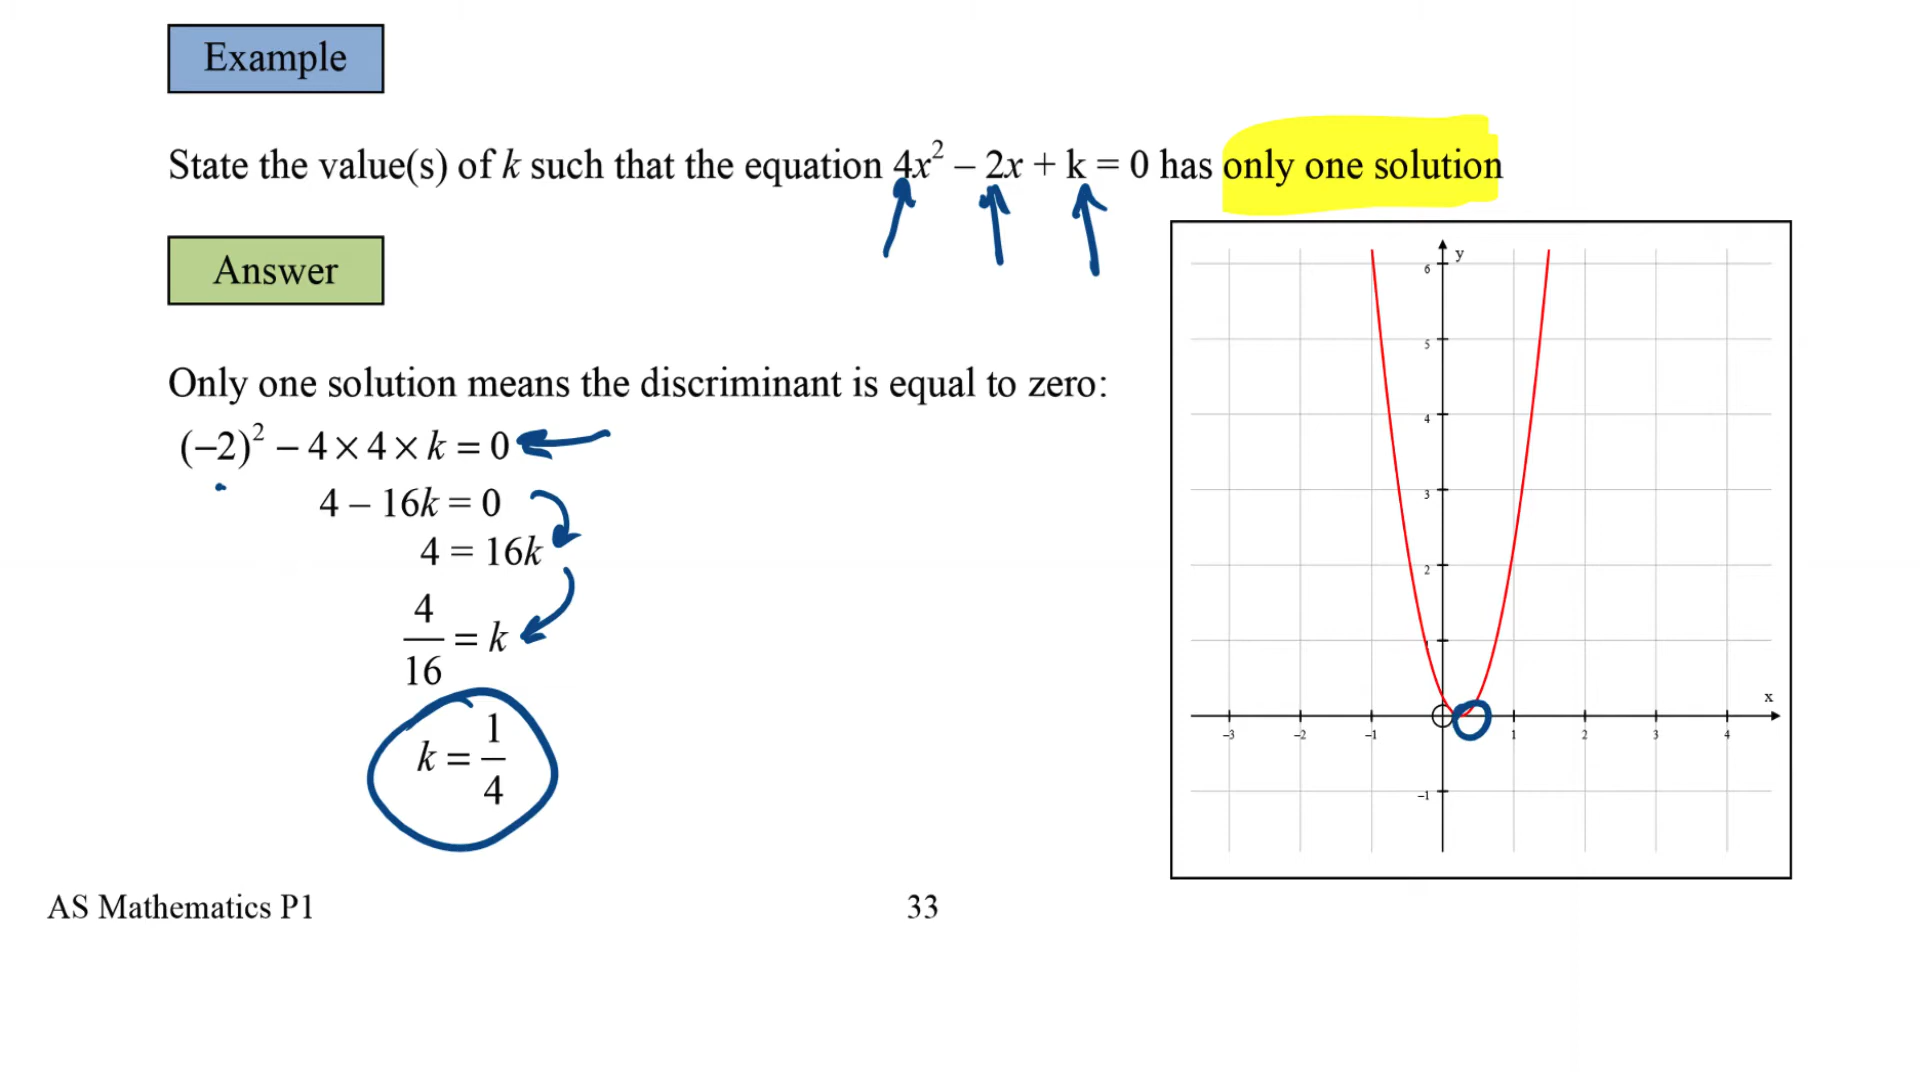 Example
State the value(s) of k such that the equation 4x² – 2x + k = 0 has only one solution
Answer
Only one solution means the discriminant is equal to zero:
(–2)² – 4 × 4 × k = 0
4 – 16k = 0
4 = 16k
4/16 = k
k = 1/4
y
6
5
4
3
2
x
–3 –2 –1 1 2 3 4
–1
AS Mathematics P1
33